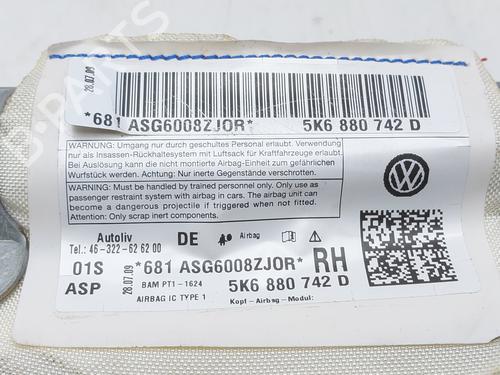 28.07.09
*681 ASG6008ZJOR*
5K6 880 742 D
WARNUNG: Umgang nur durch geschultes Personal erlaubt. Verwendung
nur als Insassen-Rückhaltesystem mit Luftsack für Kraftfahrzeuge erlaubt.
Bei Auslösung kann die nicht montierte Airbag-Einheit zum gefährlichen
Wurfstück werden. Achtung: Nur inerte Gegenstände verschrotten.
WARNING: Must be handled by trained personnel only. Only use as
passenger restraint system with airbags in cars. The airbag unit can
become a dangerous projectile if triggered when not fitted.
Attention: Only scrap inert components.
Autoliv
Tel.: 46-322-62 62 00
DE
Airbag
01S
ASP
28.07.09
*681 ASG6008ZJOR*
RH
BAM PT1 - 1624
5K6 880 742 D
AIRBAG IC TYPE 1
Kopf-Airbag-Modul: